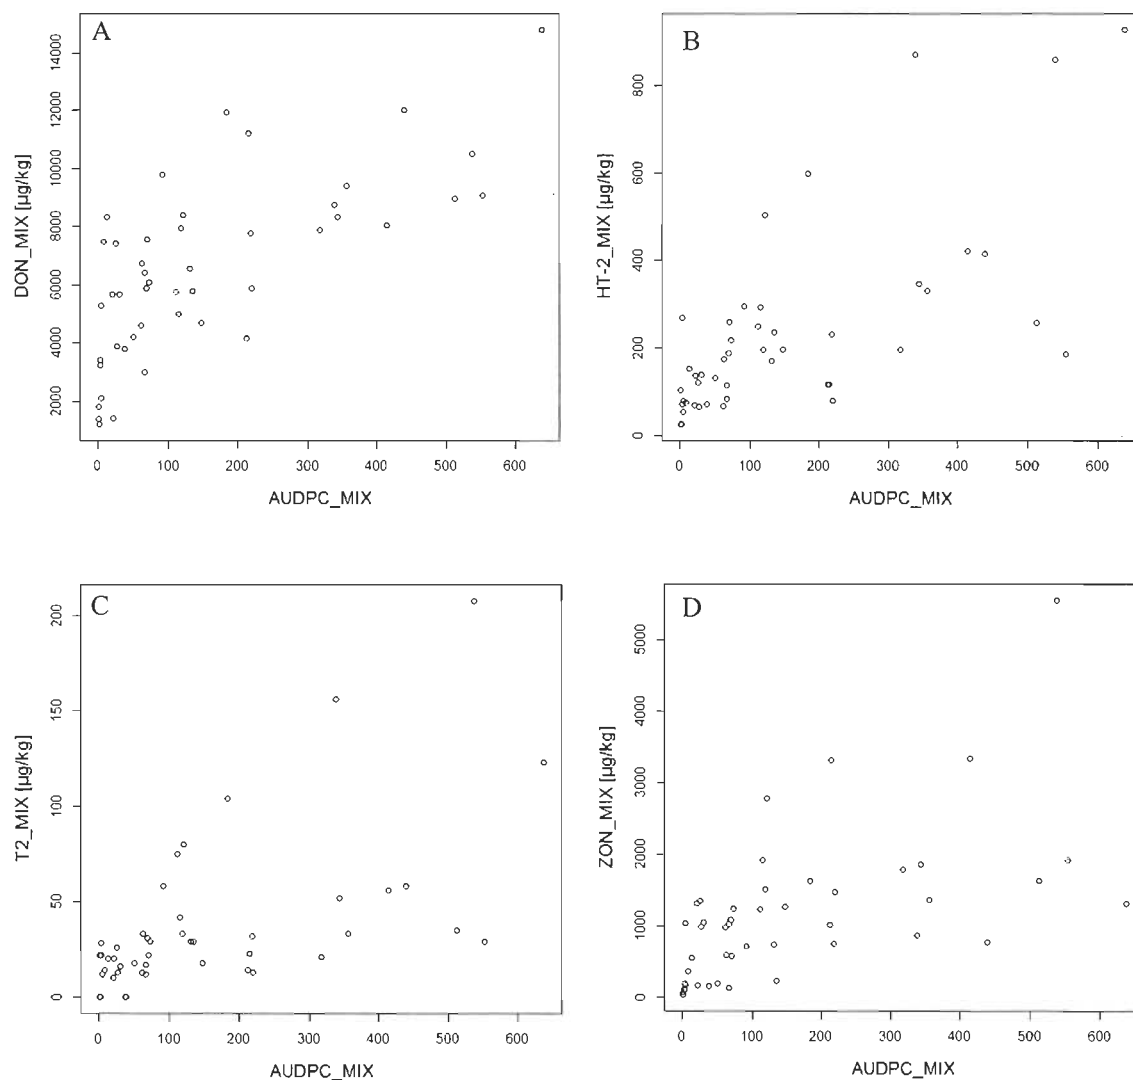 A
DON_MIX [µg/kg]
14000
12000
10000
8000
6000
4000
2000
0 100 200 300 400 500 600
AUDPC_MIX
B
HT-2_MIX [µg/kg]
800
600
400
200
0
0 100 200 300 400 500 600
AUDPC_MIX
C
T2_MIX [µg/kg]
200
150
100
50
0
0 100 200 300 400 500 600
AUDPC_MIX
D
ZON_MIX [µg/kg]
5000
4000
3000
2000
1000
0
0 100 200 300 400 500 600
AUDPC_MIX